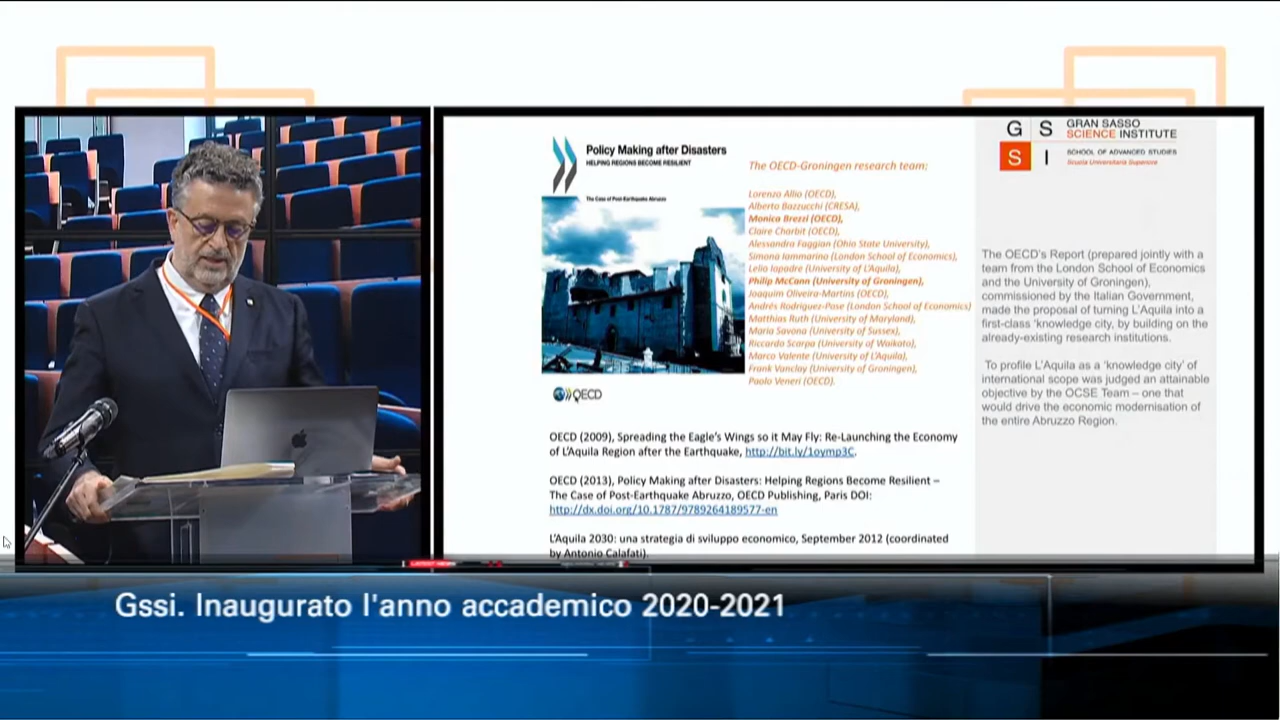 Policy Making after Disasters
HELPING REGIONS BECOME RESILIENT
The Case of Post-Earthquake Abruzzo
OECD
The OECD-Groningen research team:
Lorenzo Allio (OECD),
Alberto Bazzucchi (CRESA),
Monica Brezzi (OECD),
Claire Charbit (OECD),
Alessandra Faggian (Ohio State University),
Simona Iammarino (London School of Economics),
Lelio Iapadre (University of L'Aquila),
Philip McCann (University of Groningen),
Joaquim Oliveira-Martins (OECD),
Andrés Rodriguez-Pose (London School of Economics)
Matthias Ruth (University of Maryland),
Maria Savona (University of Sussex),
Riccardo Scarpa (University of Waikato),
Marco Valente (University of L'Aquila),
Frank Vanclay (University of Groningen),
Paolo Veneri (OECD).
OECD (2009), Spreading the Eagle's Wings so it May Fly: Re-Launching the Economy
of L'Aquila Region after the Earthquake, http://bit.ly/1oymp3C.
OECD (2013), Policy Making after Disasters: Helping Regions Become Resilient –
The Case of Post-Earthquake Abruzzo, OECD Publishing, Paris DOI:
http://dx.doi.org/10.1787/9789264189577-en
L'Aquila 2030: una strategia di sviluppo economico, September 2012 (coordinated
by Antonio Calafati).
G S
S I
GRAN SASSO
SCIENCE INSTITUTE
SCHOOL OF ADVANCED STUDIES
Scuola Universitaria Superiore
The OECD's Report (prepared jointly with a
team from the London School of Economics
and the University of Groningen),
commissioned by the Italian Government,
made the proposal of turning L'Aquila into a
first-class 'knowledge city, by building on the
already-existing research institutions.
To profile L'Aquila as a 'knowledge city' of
international scope was judged an attainable
objective by the OCSE Team – one that
would drive the economic modernisation of
the entire Abruzzo Region.
Gssi. Inaugurato l'anno accademico 2020-2021